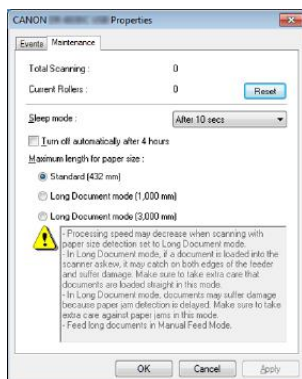 CANON USB Properties
Events Maintenance
Total Scanning : 0
Current Rollers : 0 Reset
Sleep mode : After 10 secs
Turn off automatically after 4 hours
Maximum length for paper size :
Standard (432 mm)
Long Document mode (1,000 mm)
Long Document mode (3,000 mm)
- Processing speed may decrease when scanning with
paper size detection set to Long Document mode.
- In Long Document mode, if a document is loaded into the
scanner askew, it may catch on both edges of the feeder
and suffer damage. Make sure to take extra care that
documents are loaded straight in this mode.
- In Long Document mode, documents may suffer damage
because paper jam detection is delayed. Make sure to take
extra care against paper jams in this mode.
- Feed long documents in Manual Feed Mode.
OK Cancel Apply